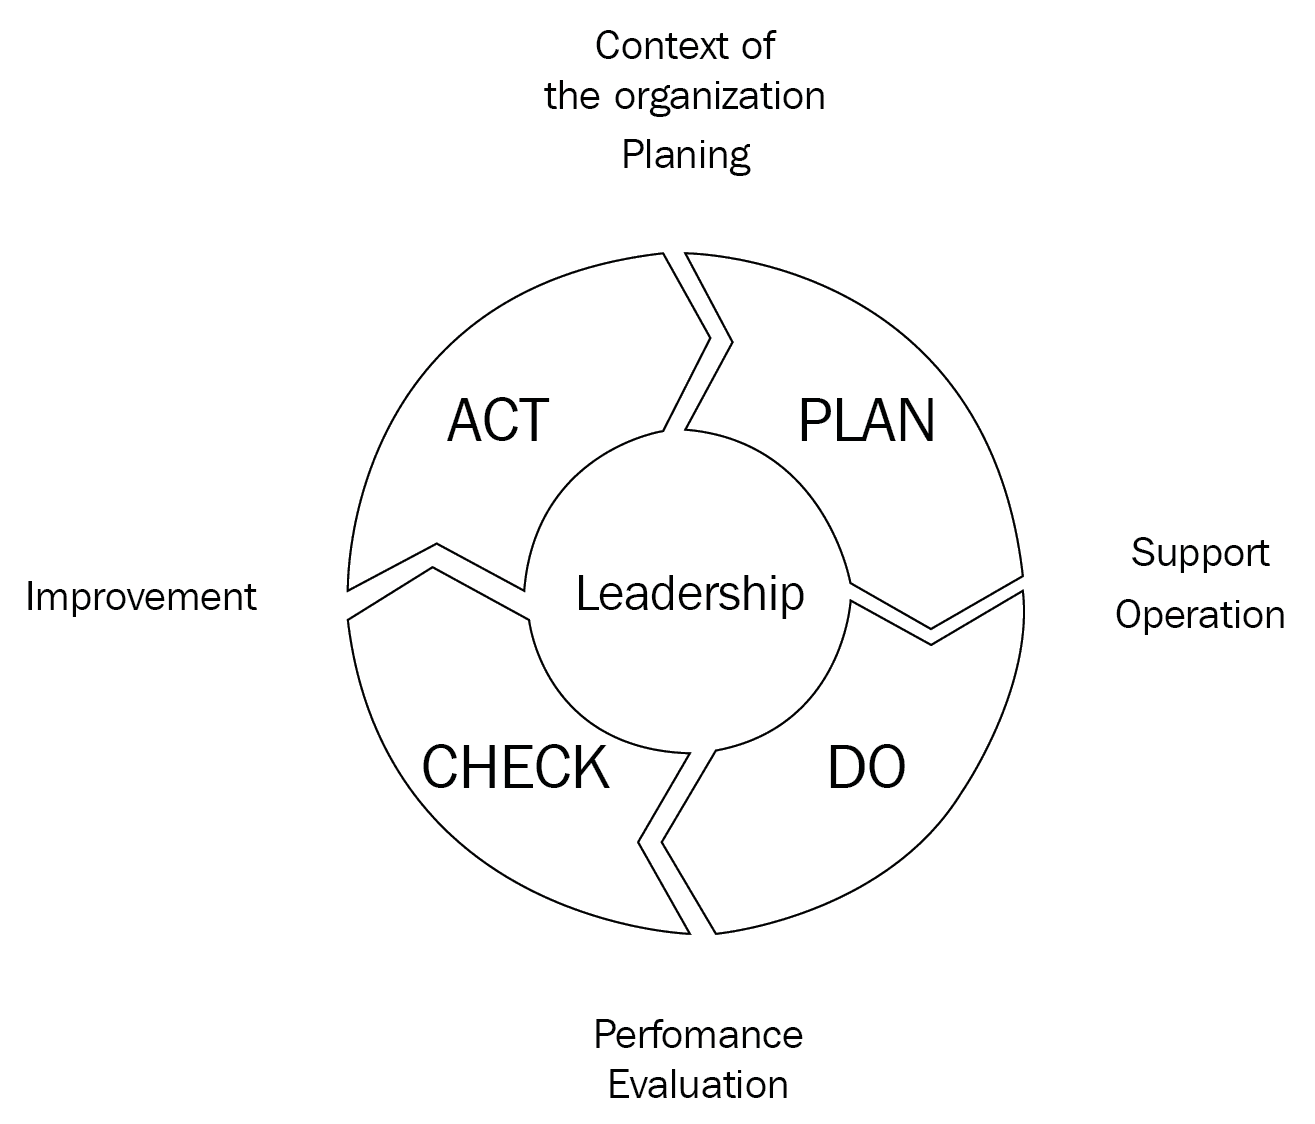 Context of
the organization
Planing
ACT
PLAN
Support
Improvement
Leadership
Operation
CHECK
DO
Perfomance
Evaluation